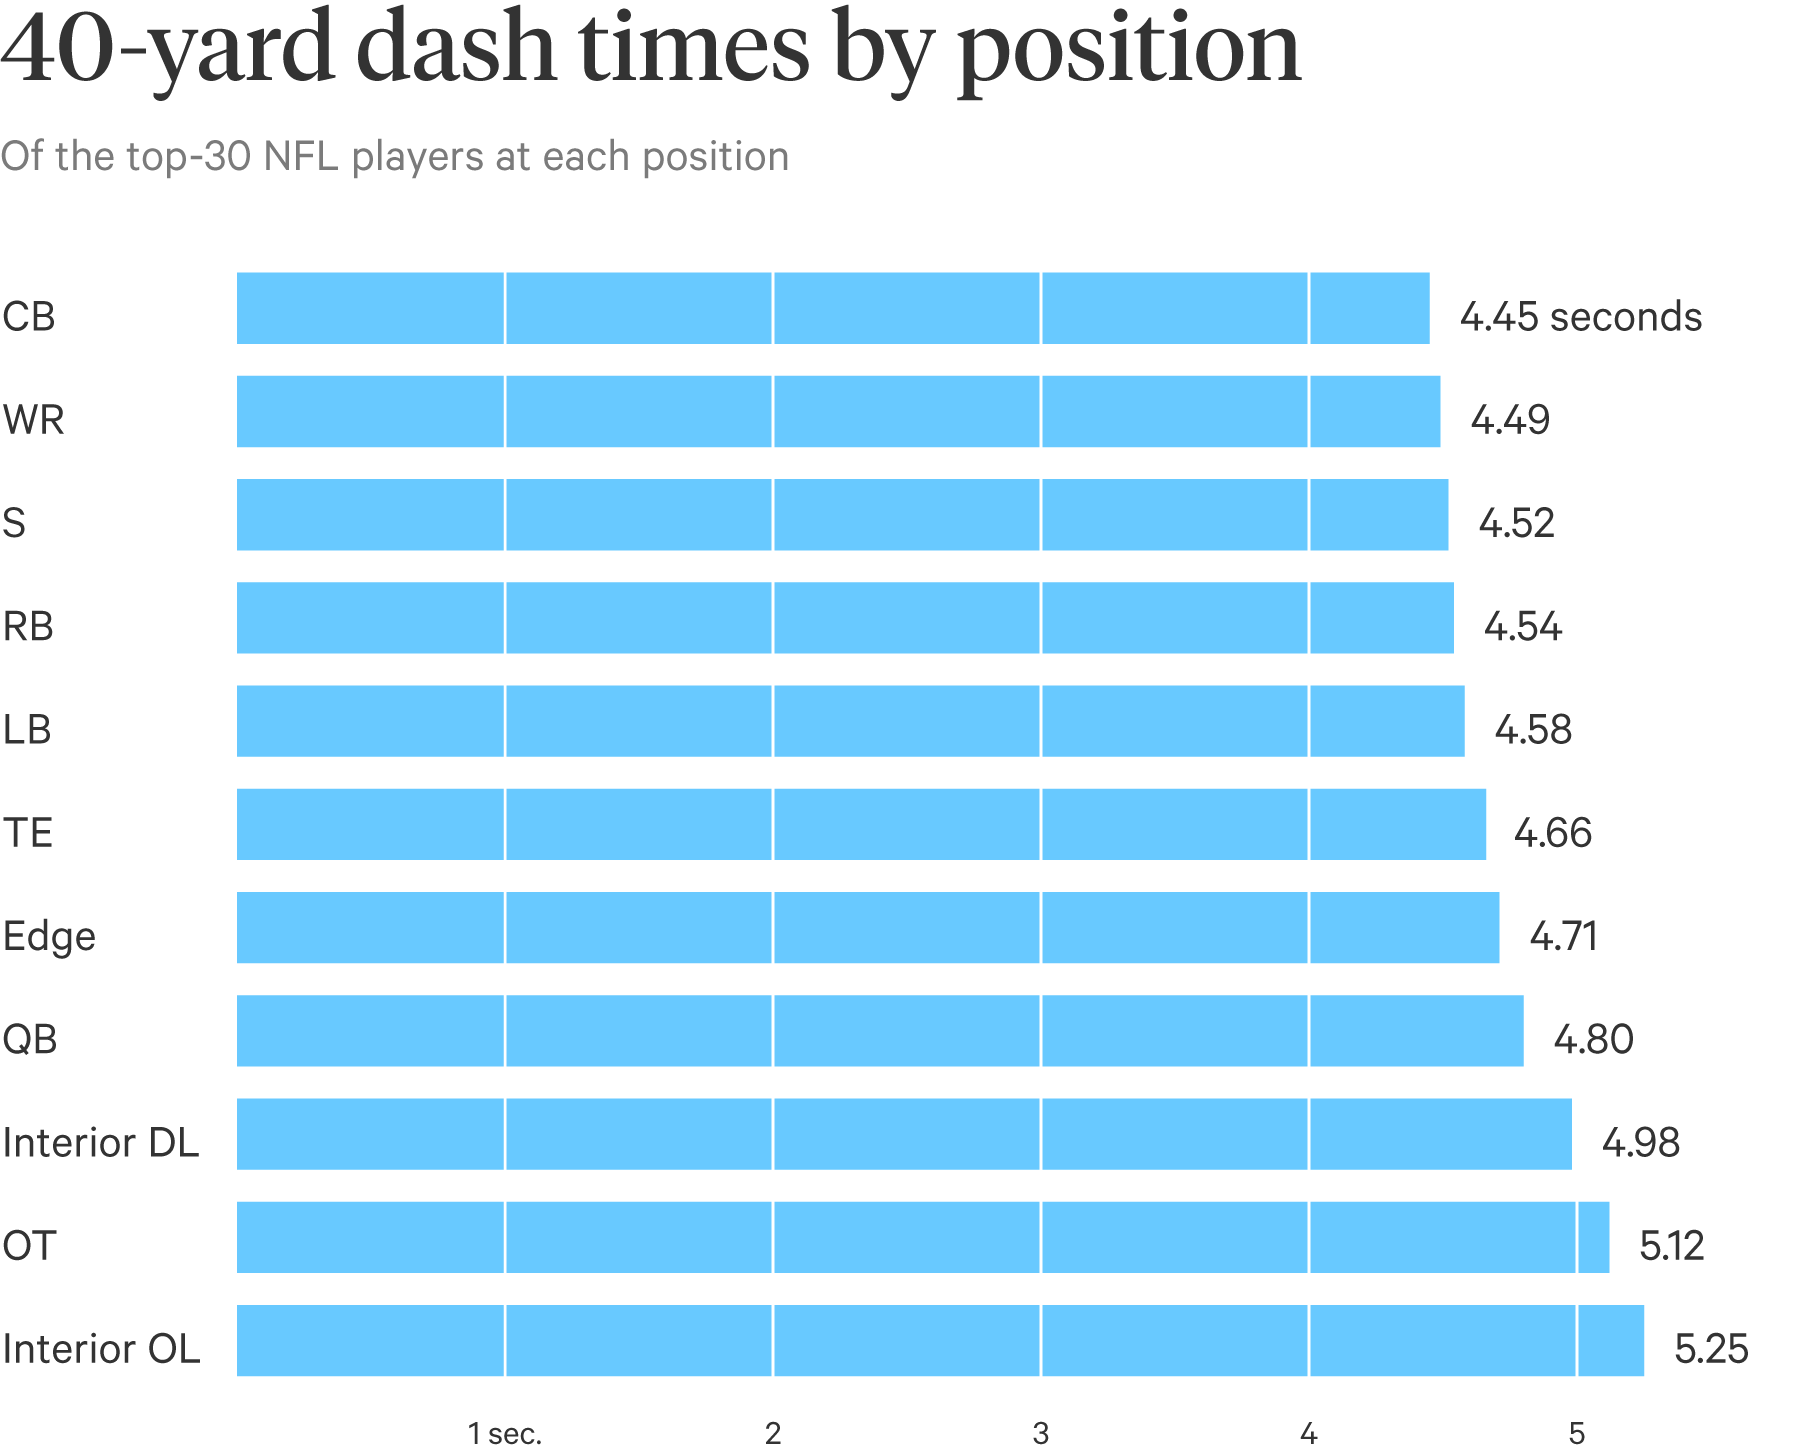 40-yard dash times by position
Of the top-30 NFL players at each position
CB 4.45 seconds
WR 4.49
S 4.52
RB 4.54
LB 4.58
TE 4.66
Edge 4.71
QB 4.80
Interior DL 4.98
OT 5.12
Interior OL 5.25
1 sec. 2 3 4 5